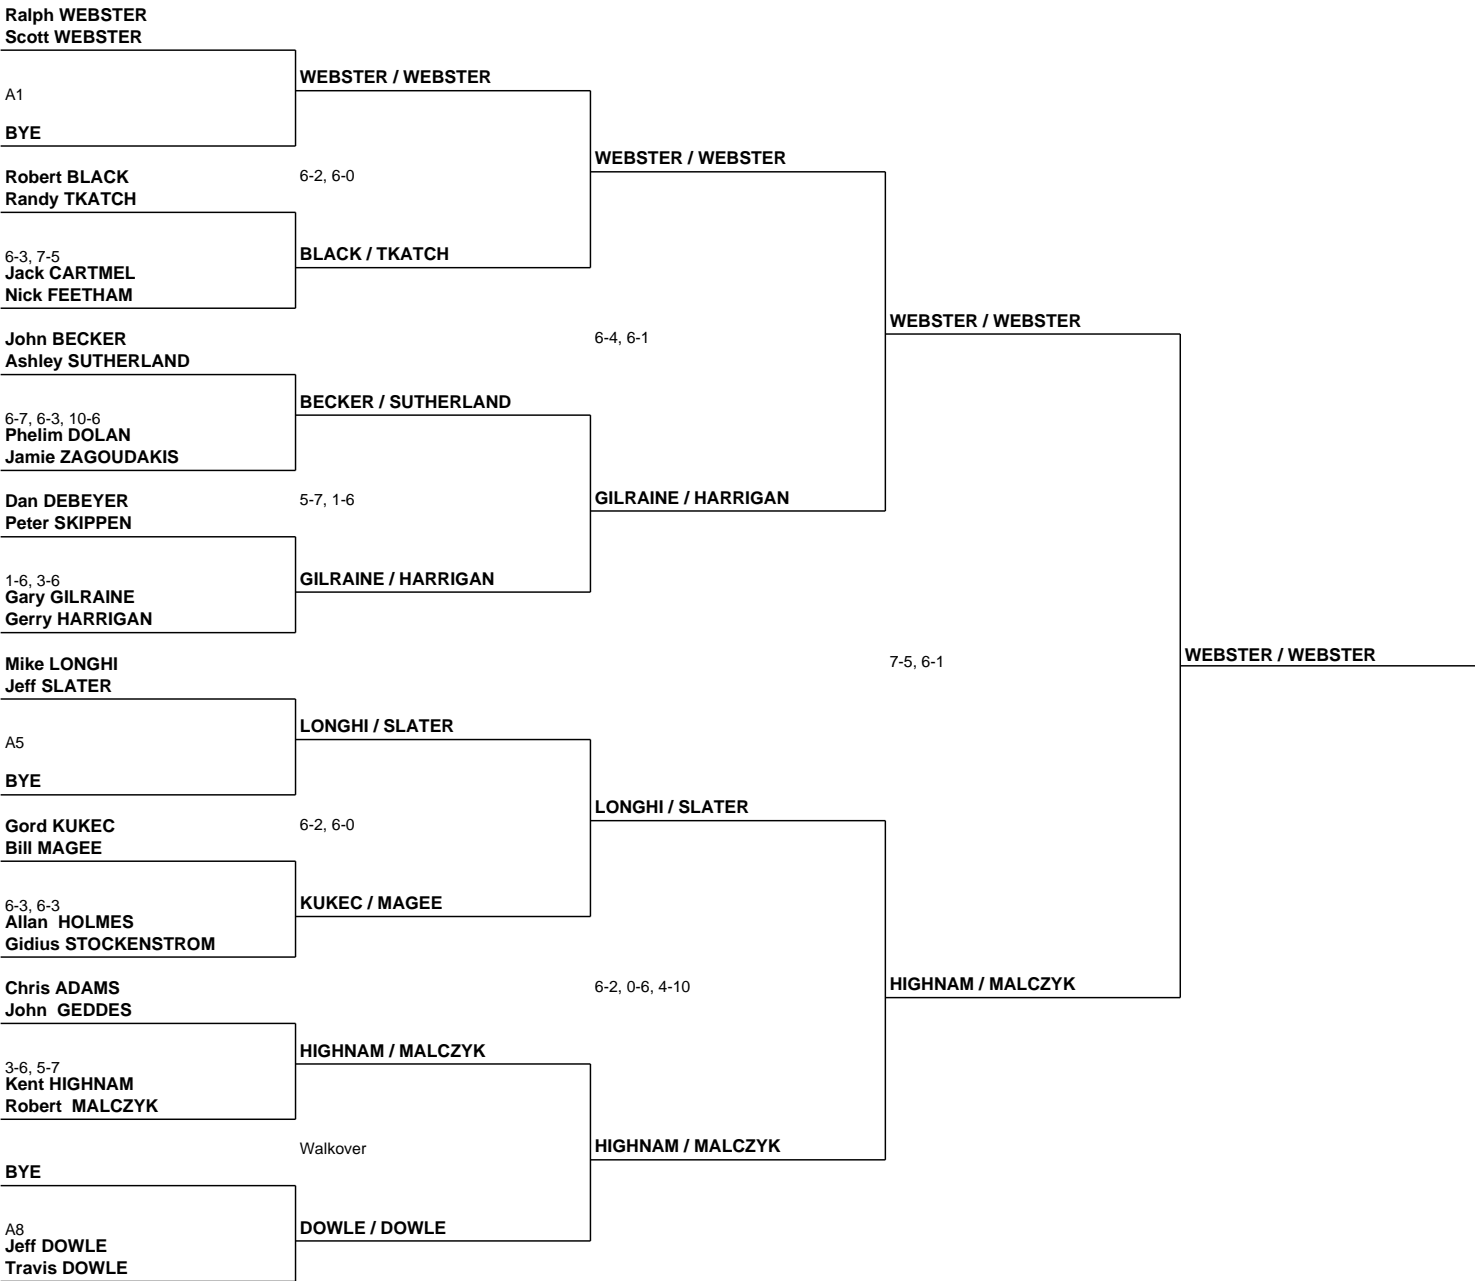 Ralph WEBSTER
Scott WEBSTER
A1
BYE
Robert BLACK
Randy TKATCH
6-3, 7-5
Jack CARTMEL
Nick FEETHAM
John BECKER
Ashley SUTHERLAND
6-7, 6-3, 10-6
Phelim DOLAN
Jamie ZAGOUDAKIS
Dan DEBEYER
Peter SKIPPEN
1-6, 3-6
Gary GILRAINE
Gerry HARRIGAN
Mike LONGHI
Jeff SLATER
A5
BYE
Gord KUKEC
Bill MAGEE
6-3, 6-3
Allan  HOLMES
Gidius STOCKENSTROM
Chris ADAMS
John  GEDDES
3-6, 5-7
Kent HIGHNAM
Robert  MALCZYK
BYE
A8
Jeff DOWLE
Travis DOWLE
WEBSTER / WEBSTER
6-2, 6-0
BLACK / TKATCH
BECKER / SUTHERLAND
5-7, 1-6
GILRAINE / HARRIGAN
LONGHI / SLATER
6-2, 6-0
KUKEC / MAGEE
HIGHNAM / MALCZYK
Walkover
DOWLE / DOWLE
WEBSTER / WEBSTER
6-4, 6-1
GILRAINE / HARRIGAN
LONGHI / SLATER
6-2, 0-6, 4-10
HIGHNAM / MALCZYK
WEBSTER / WEBSTER
7-5, 6-1
HIGHNAM / MALCZYK
WEBSTER / WEBSTER